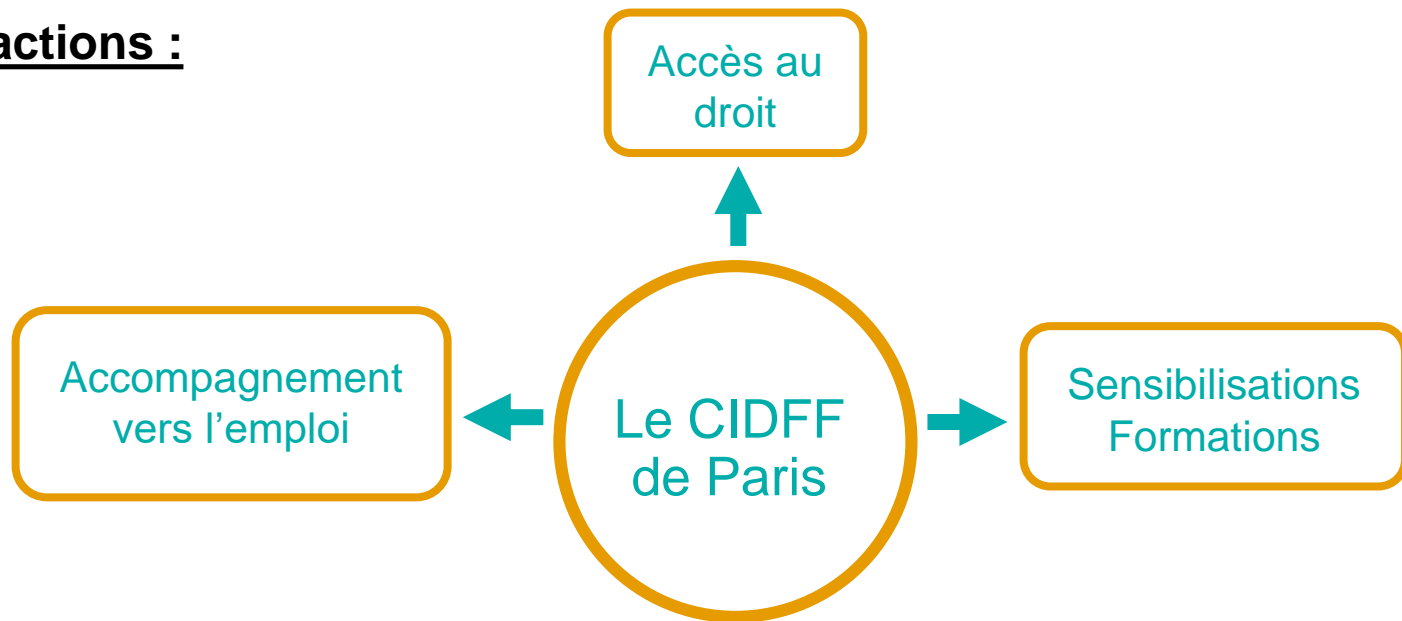 actions :
Accès au
droit
Accompagnement
vers l’emploi
Le CIDFF
de Paris
Sensibilisations
Formations